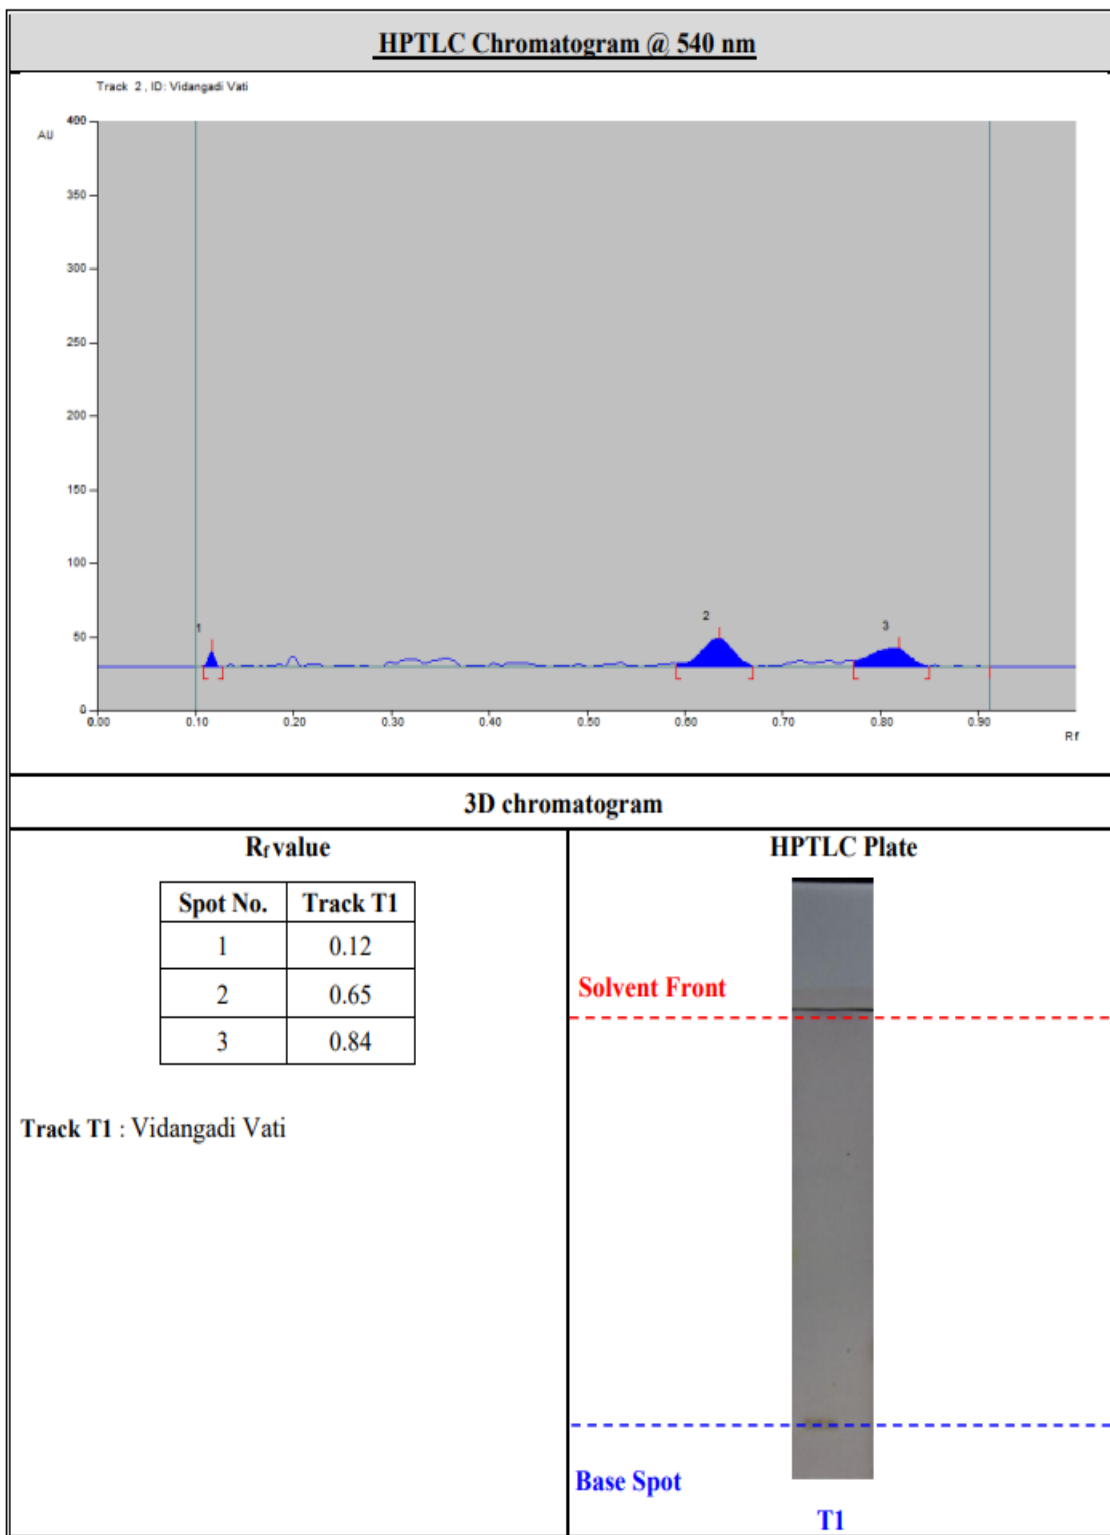 HPTLC Chromatogram @ 540 nm
Track 2 , ID: Vidangadi Vati
AU
400
350
300
250
200
150
100
50
0
1
2
3
0.00 0.10 0.20 0.30 0.40 0.50 0.60 0.70 0.80 0.90
Rf
3D chromatogram
Rf value
Spot No. Track T1
1 0.12
2 0.65
3 0.84
Track T1 : Vidangadi Vati
HPTLC Plate
Solvent Front
Base Spot
T1